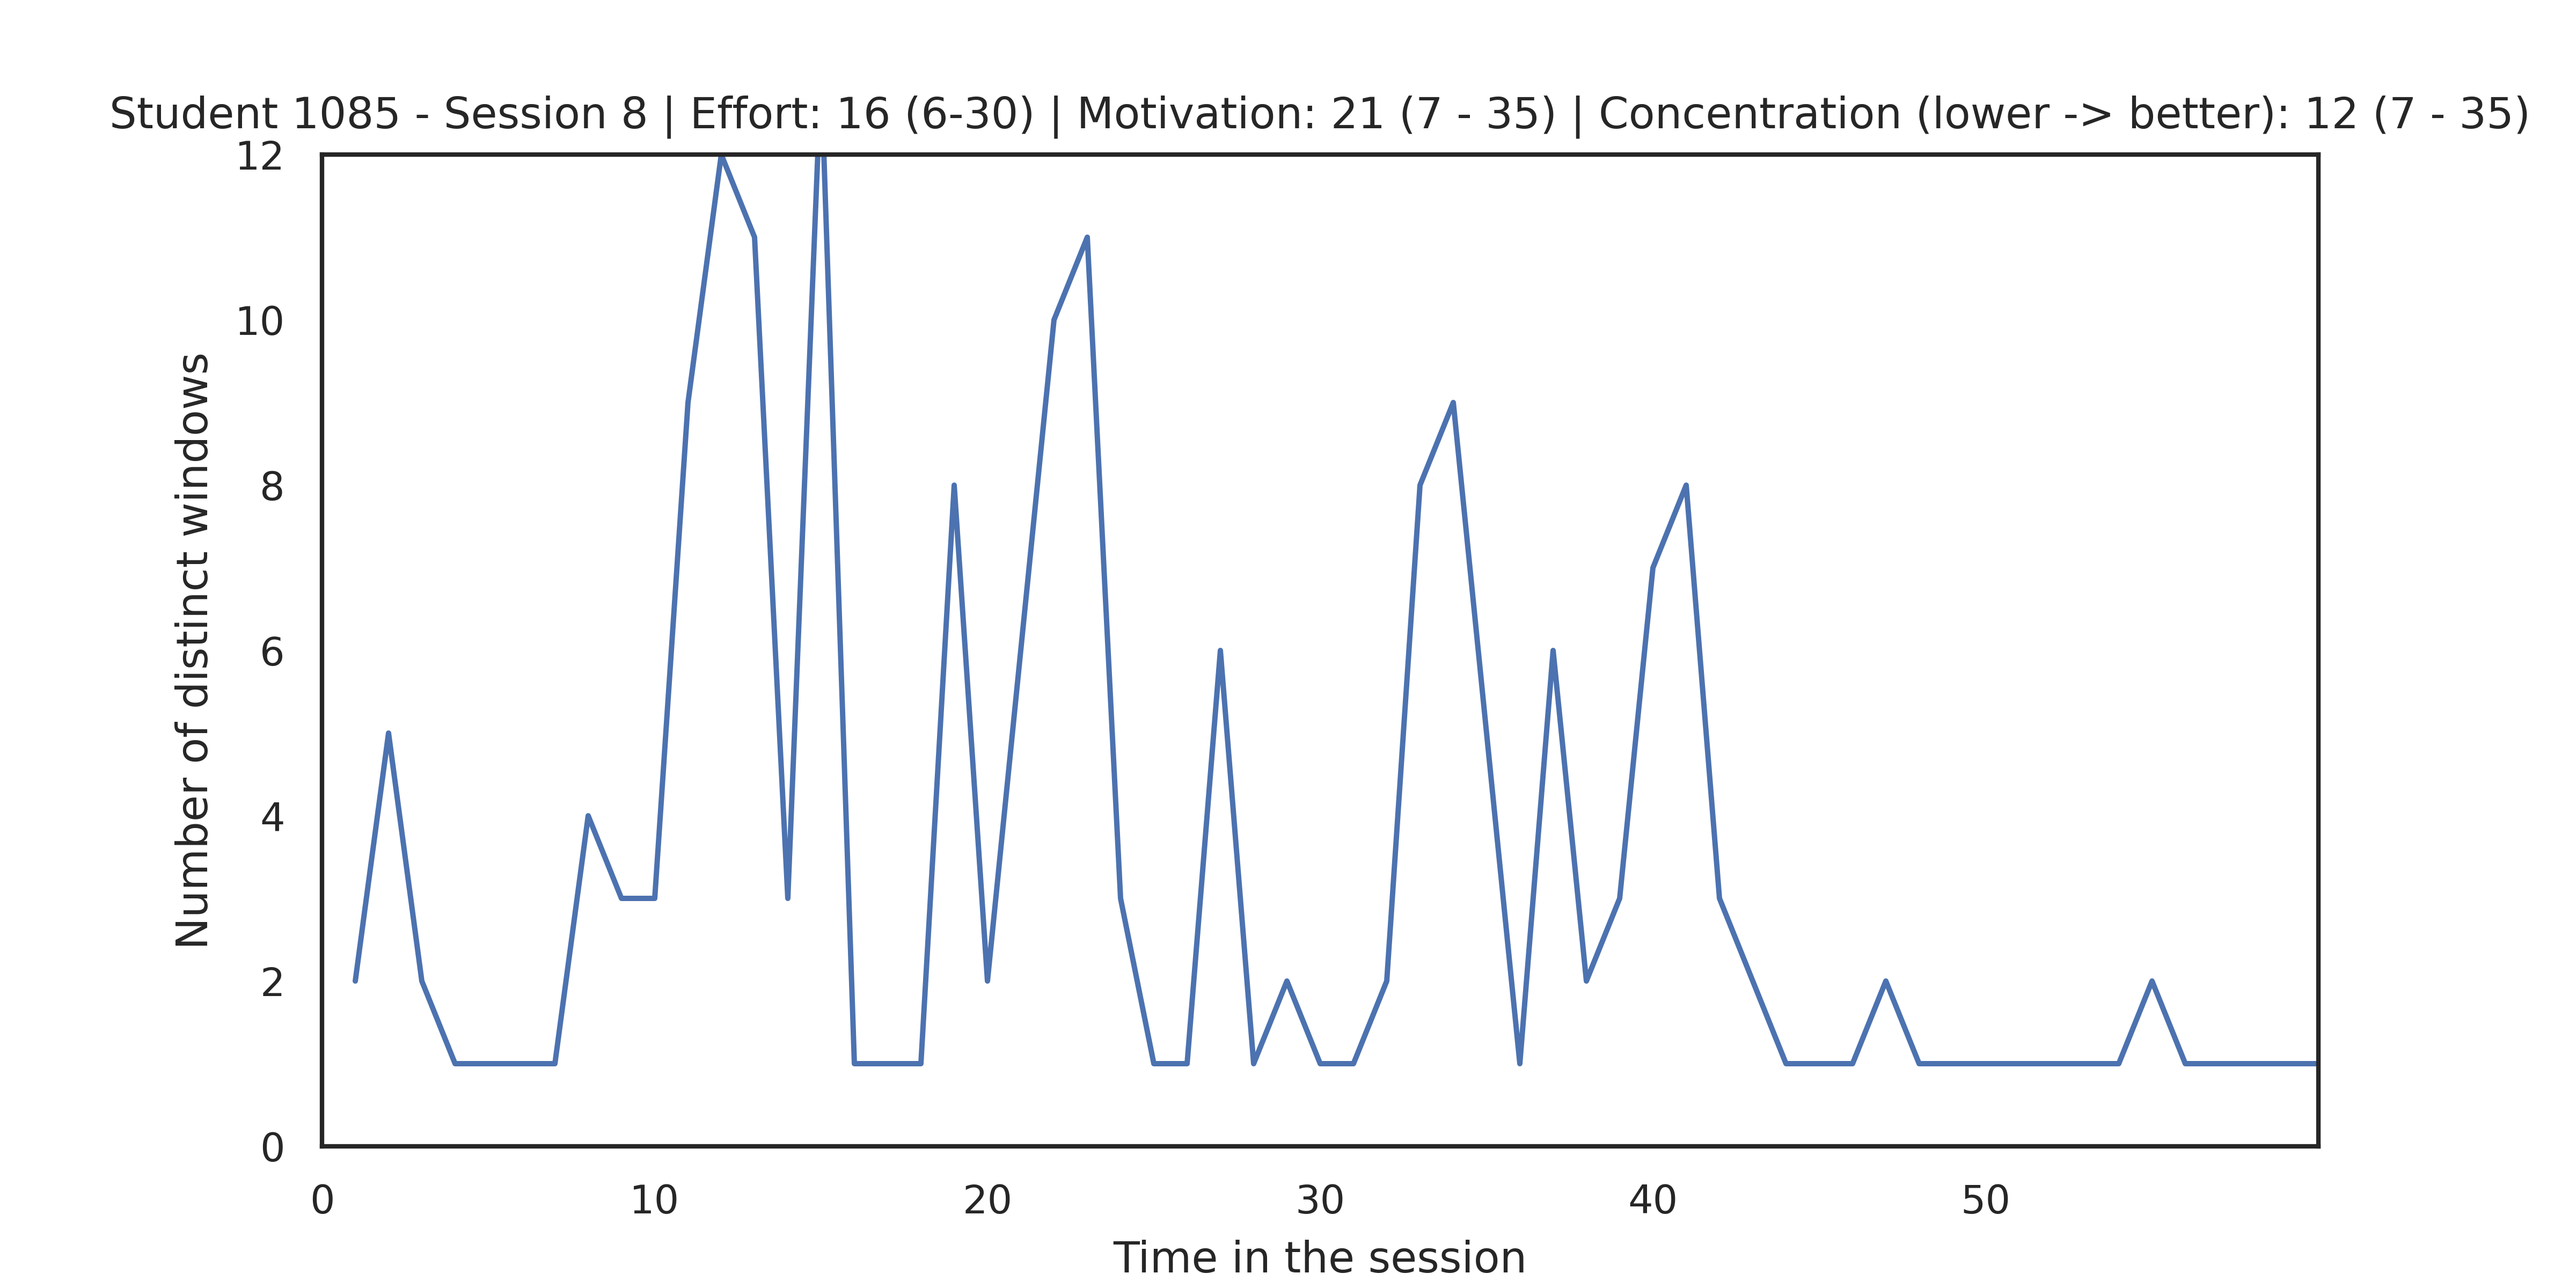 Student 1085 - Session 8 | Effort: 16 (6-30) | Motivation: 21 (7 - 35) | Concentration (lower -> better): 12 (7 - 35)
12
10
8
6
4
2
0
Number of distinct windows
0 10 20 30 40 50
Time in the session